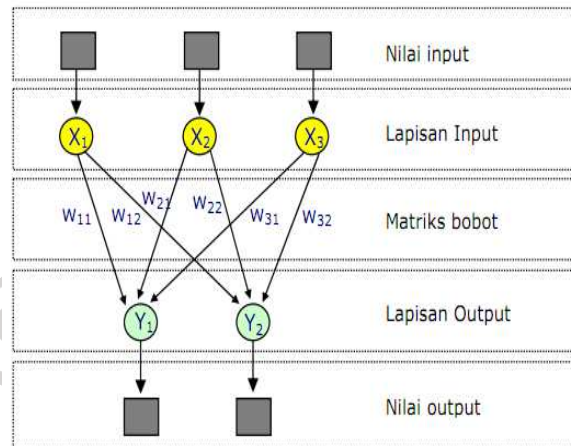 Nilai input
X1 X2 X3 Lapisan Input
W11 W12 W21 W22 W31 W32 Matriks bobot
Y1 Y2 Lapisan Output
Nilai output